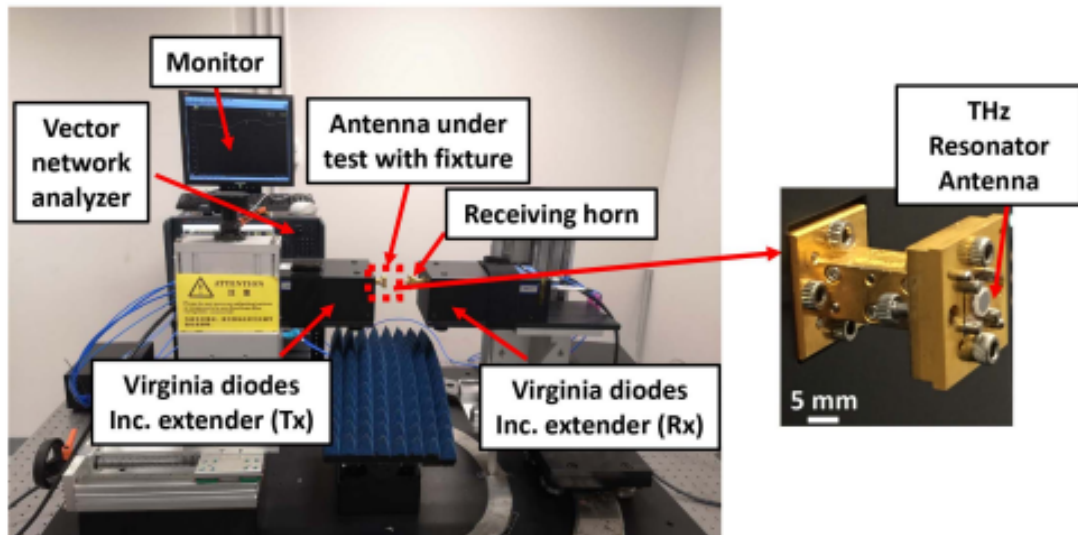 Monitor
Vector
network
analyzer
Antenna under
test with fixture
Receiving horn
THz
Resonator
Antenna
ATTENTION
Virginia diodes
Inc. extender (Tx)
Virginia diodes
Inc. extender (Rx)
5 mm